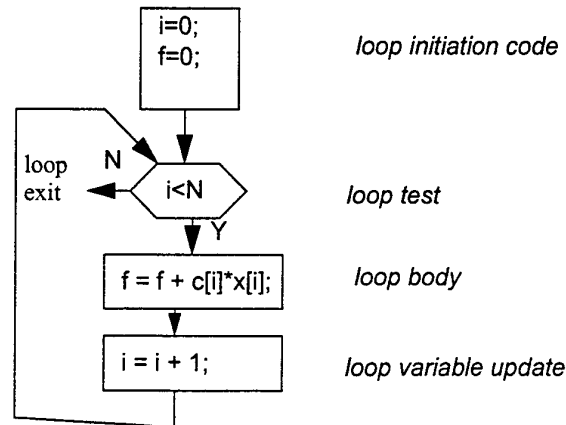 i=0;
f=0;
loop initiation code
N
loop
exit
i<N
loop test
Y
f = f + c[i]*x[i];
loop body
i = i + 1;
loop variable update